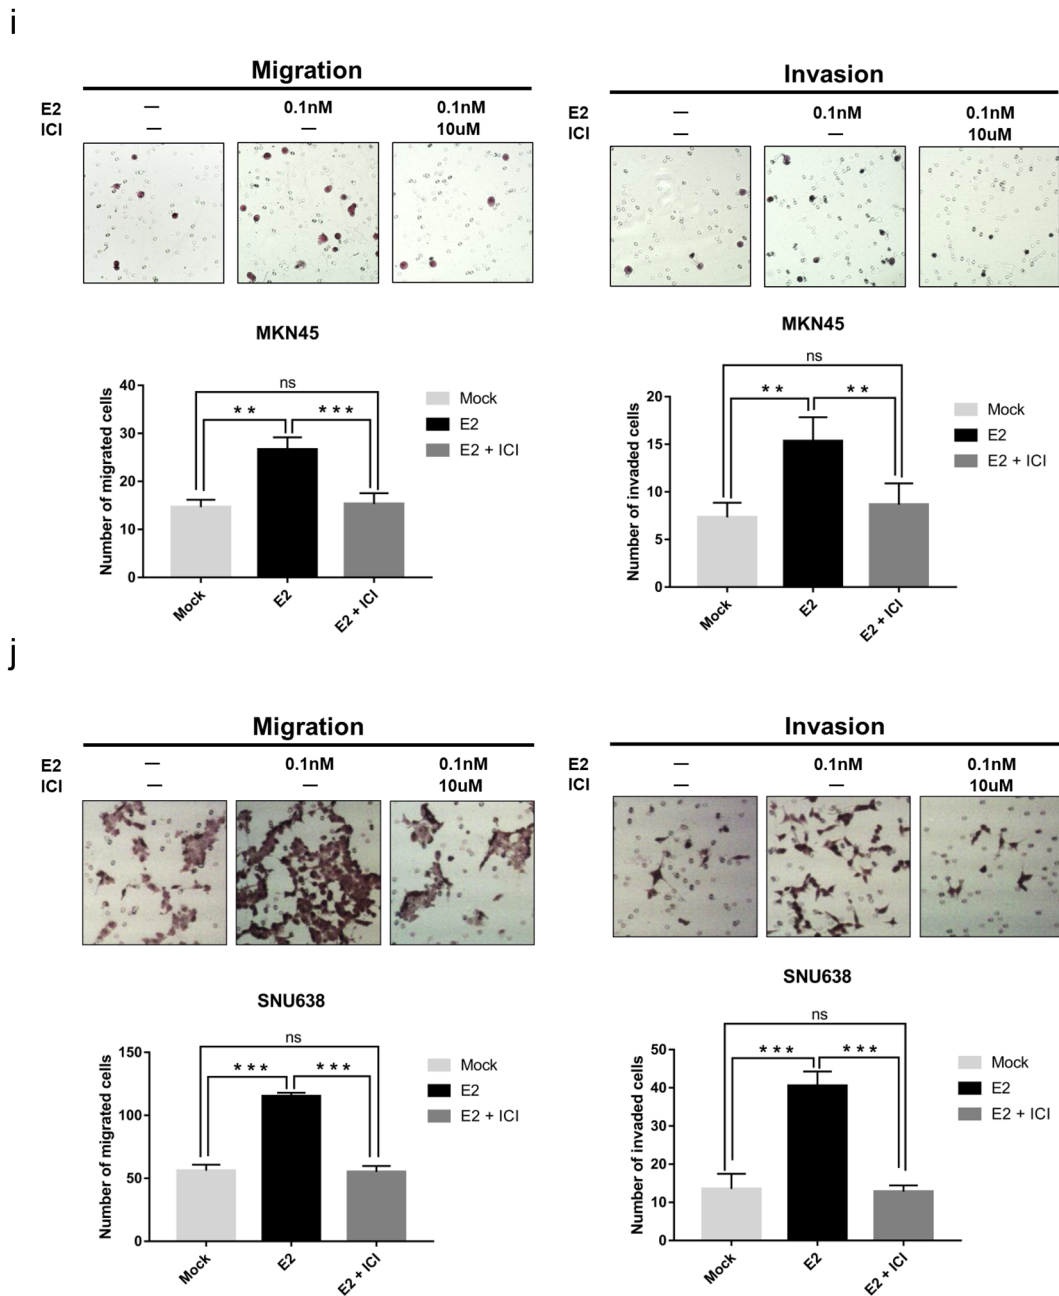 i
Migration
E2 — 0.1nM 0.1nM
ICI — — 10uM
MKN45
ns
** ***
Number of migrated cells
40
30
20
10
0
Mock
E2
E2 + ICI
Mock
E2
E2 + ICI
Invasion
— 0.1nM 0.1nM
— — 10uM
E2
ICI
MKN45
ns
** **
Number of invaded cells
20
15
10
5
0
Mock
E2
E2 + ICI
Mock
E2
E2 + ICI
j
Migration
E2 — 0.1nM 0.1nM
ICI — — 10uM
SNU638
ns
*** ***
Number of migrated cells
150
100
50
0
Mock
E2
E2 + ICI
Mock
E2
E2 + ICI
Invasion
E2 — 0.1nM 0.1nM
ICI — — 10uM
SNU638
ns
*** ***
Number of invaded cells
50
40
30
20
10
0
Mock
E2
E2 + ICI
Mock
E2
E2 + ICI